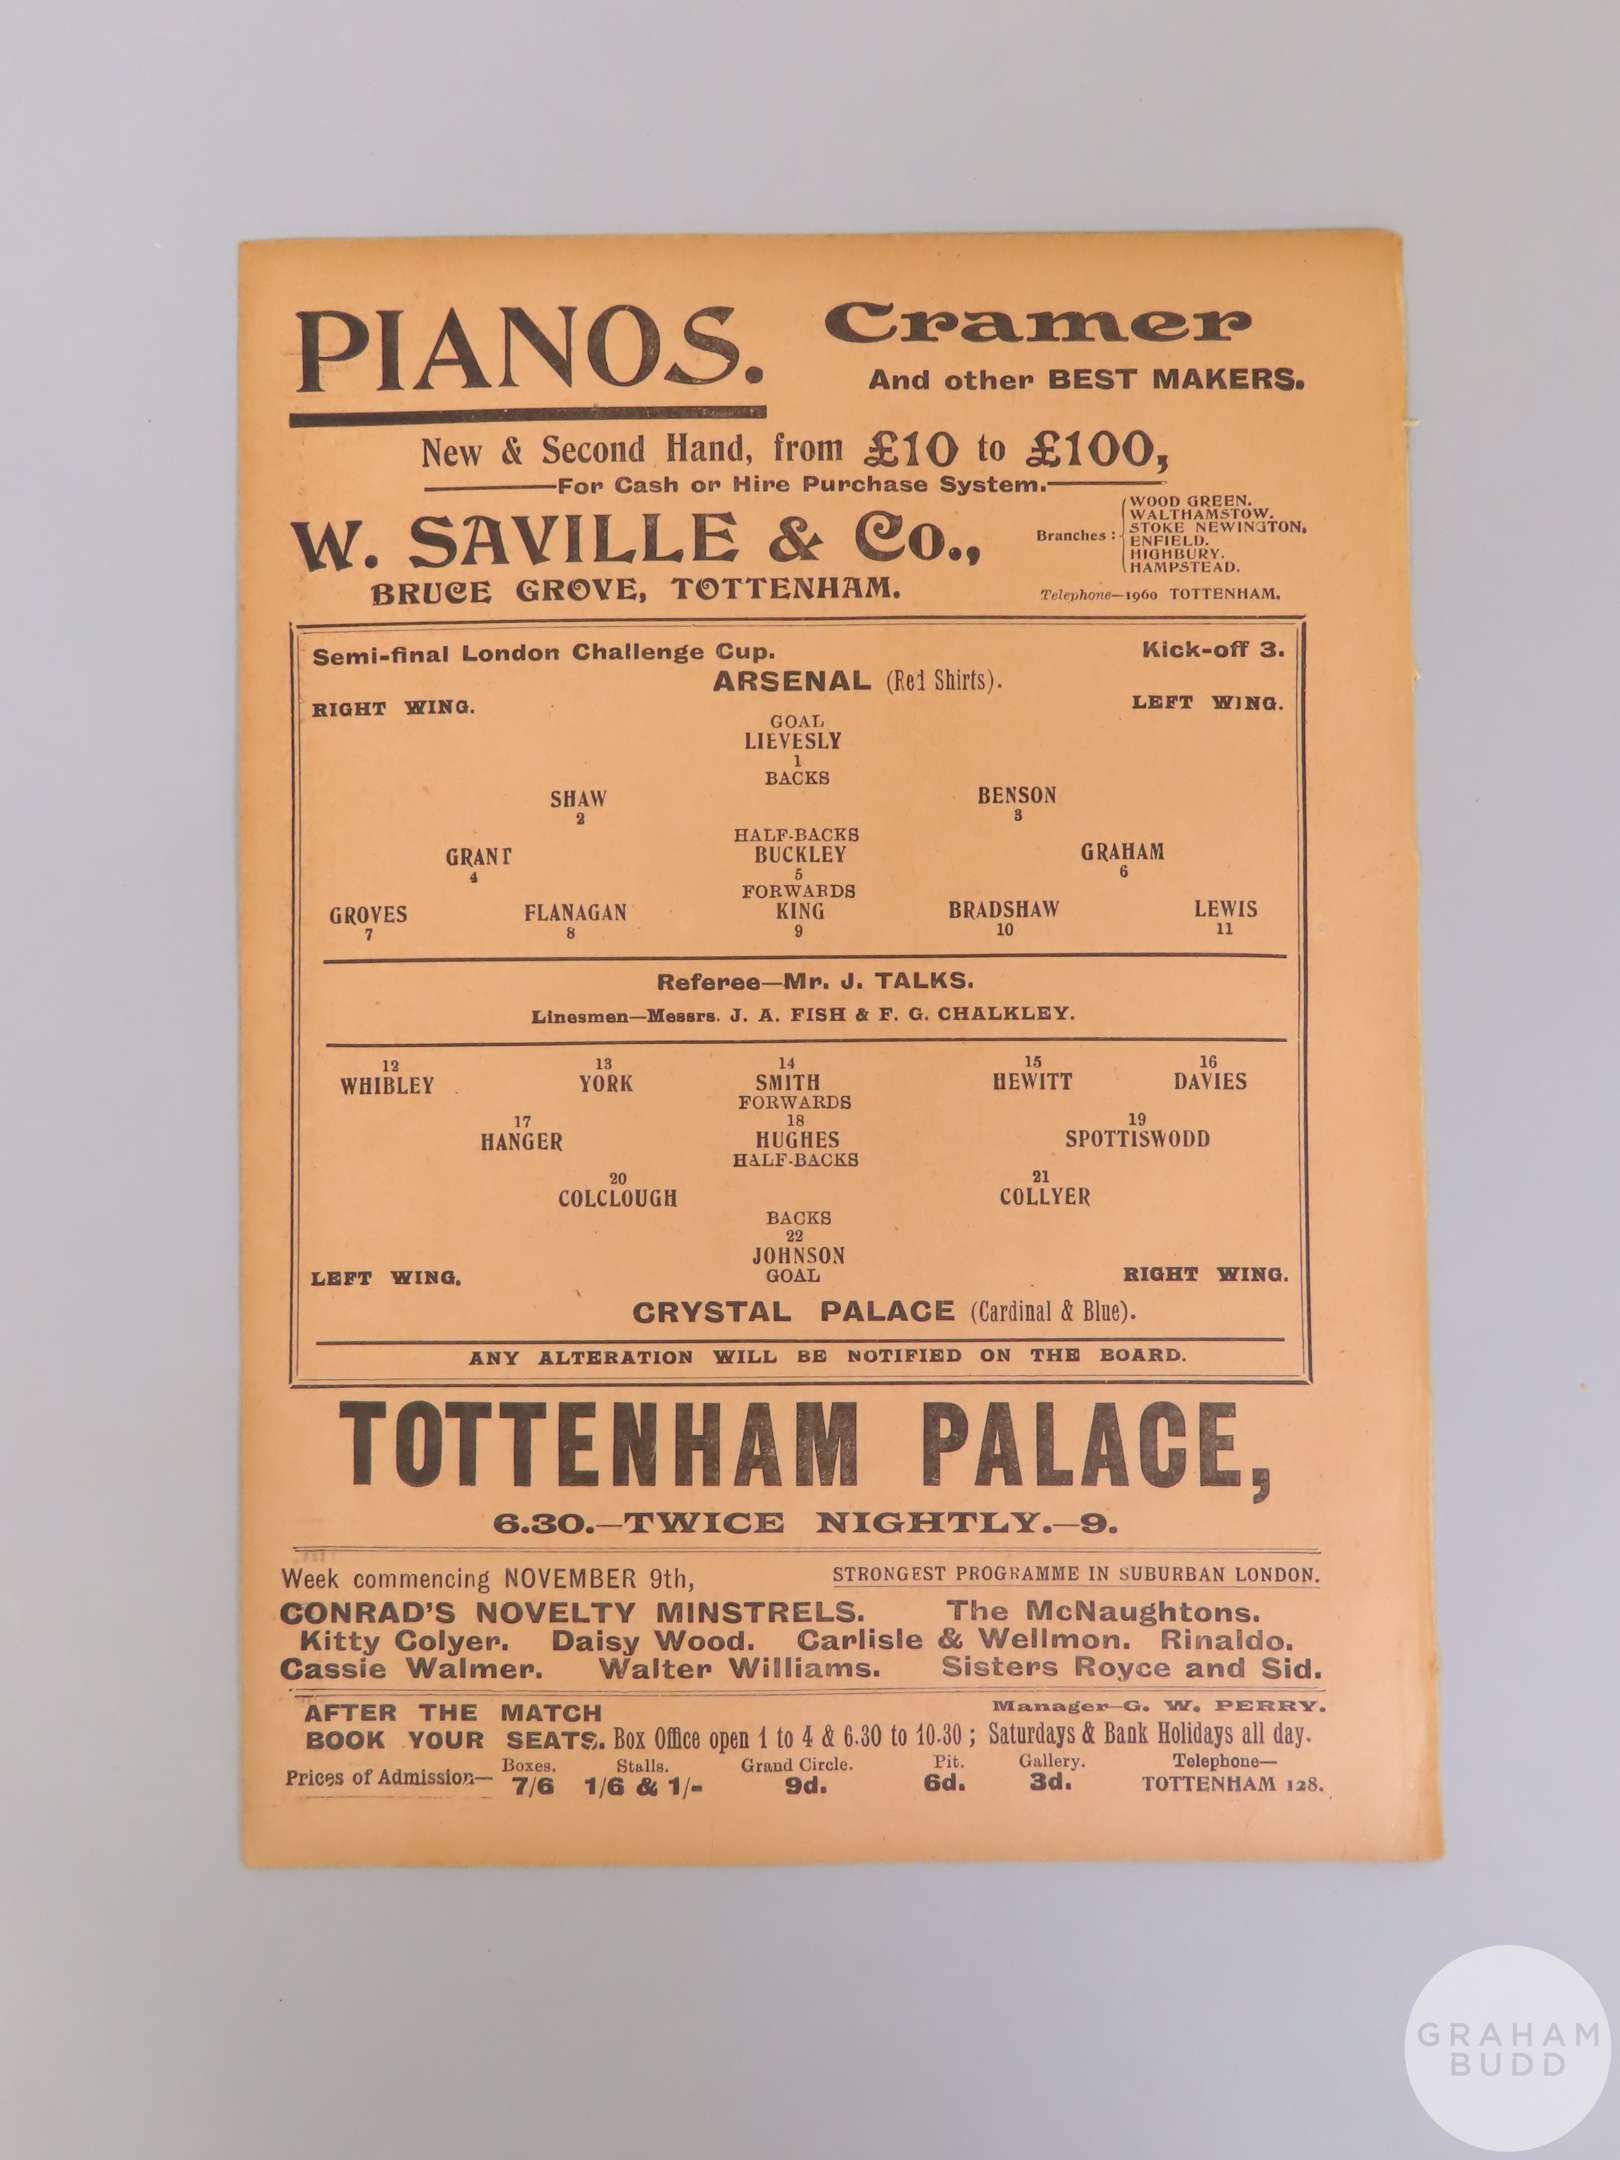 PIANOS. Cramer
And other BEST MAKERS.
New & Second Hand, from £10 to £100,
For Cash or Hire Purchase System.
W. SAVILLE & Co.,
BRUCE GROVE, TOTTENHAM.
Branches: WOOD GREEN.
WALTHAMSTOW.
STOKE NEWINGTON.
ENFIELD.
HIGHBURY.
HAMPSTEAD.
Telephone—1960 TOTTENHAM.
Semi-final London Challenge Cup. Kick-off 3.
ARSENAL (Red Shirts).
RIGHT WING. LEFT WING.
GOAL
LIEVESLY
1
BACKS
SHAW BENSON
2 3
HALF-BACKS
GRANT BUCKLEY GRAHAM
4 5 6
FORWARDS
GROVES FLANAGAN KING BRADSHAW LEWIS
7 8 9 10 11
Referee—Mr. J. TALKS.
Linesmen—Messrs. J. A. FISH & F. G. CHALKLEY.
12 13 14 15 16
WHIBLEY YORK SMITH HEWITT DAVIES
FORWARDS
17 18 19
HANGER HUGHES SPOTTISWODD
HALF-BACKS
20 21
COLCLOUGH COLLYER
BACKS
22
JOHNSON
GOAL
LEFT WING. RIGHT WING.
CRYSTAL PALACE (Cardinal & Blue).
ANY ALTERATION WILL BE NOTIFIED ON THE BOARD.
TOTTENHAM PALACE,
6.30.—TWICE NIGHTLY.—9.
Week commencing NOVEMBER 9th, STRONGEST PROGRAMME IN SUBURBAN LONDON.
CONRAD'S NOVELTY MINSTRELS. The McNaughtons.
Kitty Colyer. Daisy Wood. Carlisle & Wellmon. Rinaldo.
Cassie Walmer. Walter Williams. Sisters Royce and Sid.
AFTER THE MATCH Manager—G. W. PERRY.
BOOK YOUR SEATS. Box Office open 1 to 4 & 6.30 to 10.30; Saturdays & Bank Holidays all day.
Boxes. Stalls. Grand Circle. Pit. Gallery. Telephone—
Prices of Admission— 7/6 1/6 & 1/- 9d. 6d. 3d. TOTTENHAM 128.
GRAHAM
BUDD